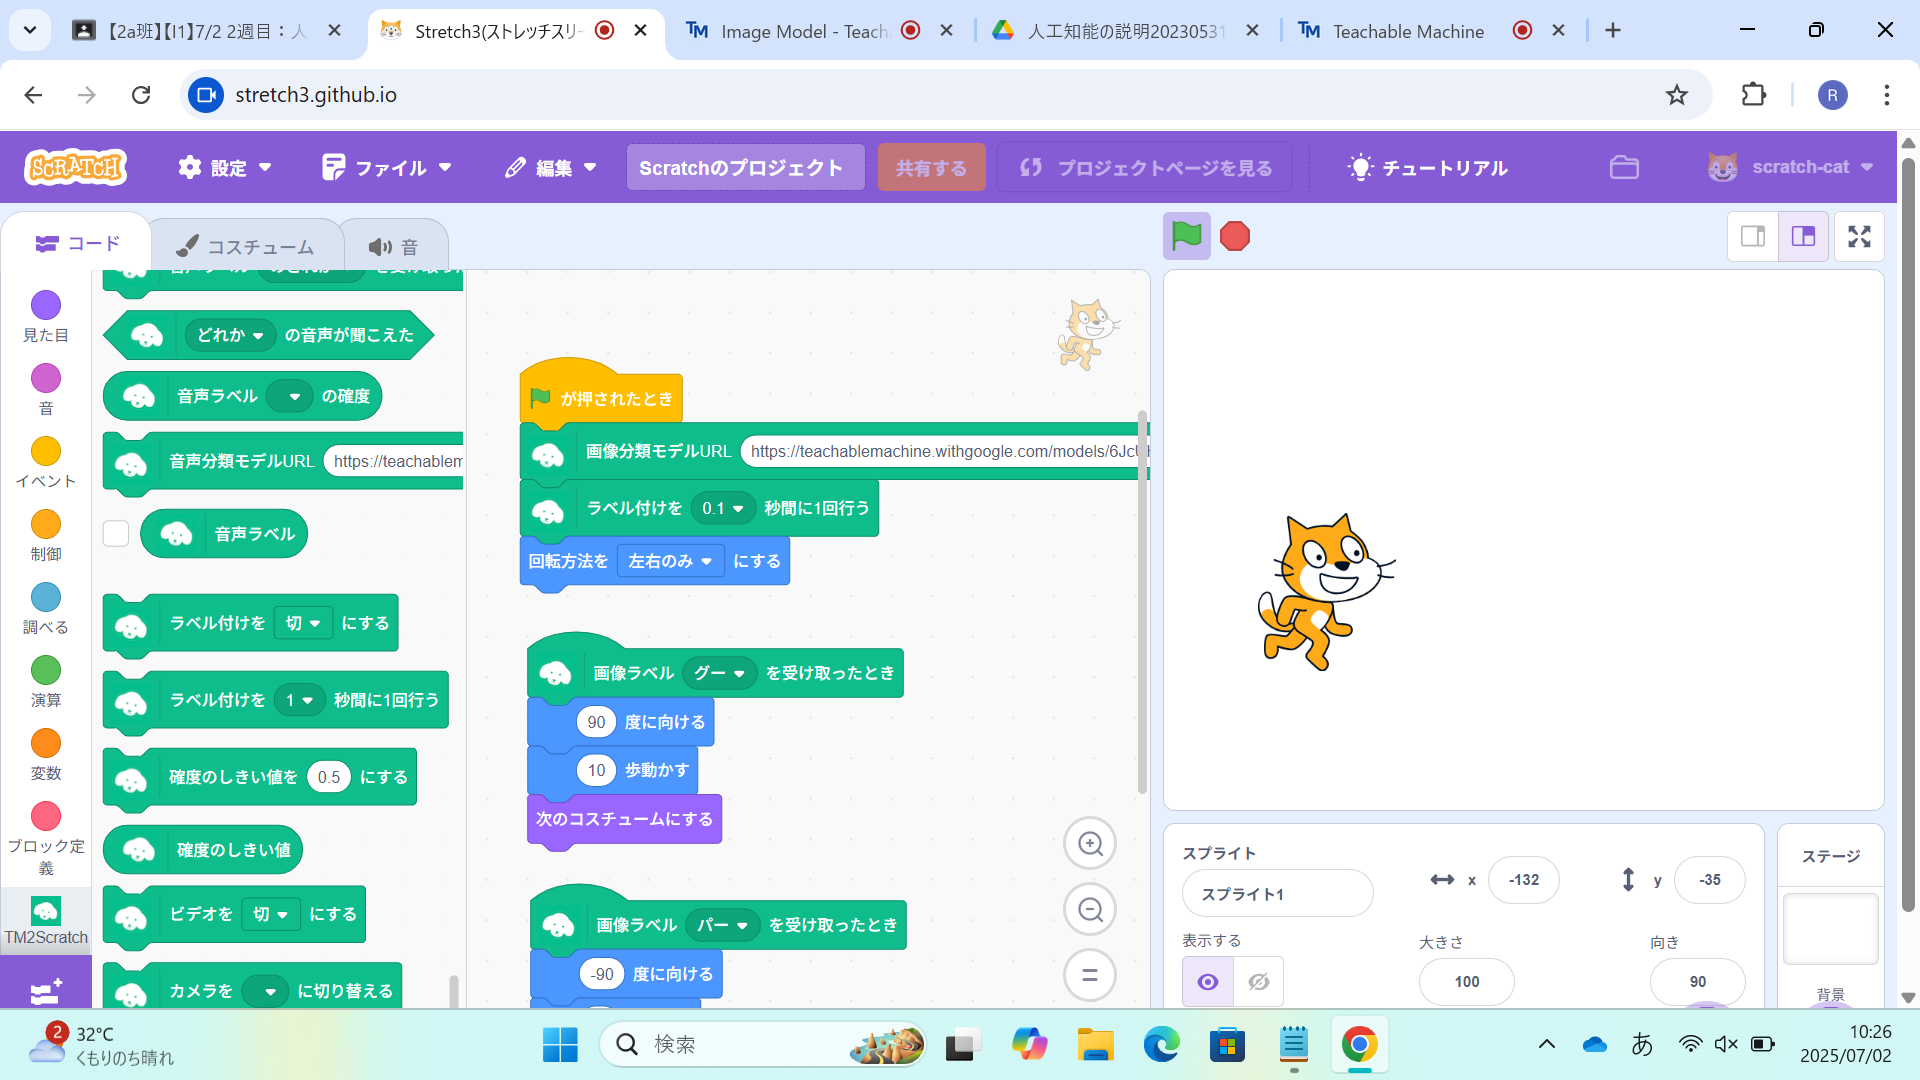 【2a班】【I1】7/2 2週目：人
Stretch3(ストレッチスリー
Image Model - Teach
人工知能の説明20230531
Teachable Machine
stretch3.github.io
R
SCRATCH
設定
ファイル
編集
Scratchのプロジェクト
共有する
プロジェクトページを見る
チュートリアル
scratch-cat
コード
コスチューム
音
見た目
音
イベント
制御
調べる
演算
変数
ブロック定
義
TM2Scratch
どれか の音声が聞こえた
音声ラベル の確度
音声分類モデルURL https://teachablem
音声ラベル
ラベル付けを 切 にする
ラベル付けを 1 秒間に1回行う
確度のしきい値を 0.5 にする
確度のしきい値
ビデオを 切 にする
カメラを に切り替える
が押されたとき
画像分類モデルURL https://teachablemachine.withgoogle.com/models/6Jc
ラベル付けを 0.1 秒間に1回行う
回転方法を 左右のみ にする
画像ラベル グー を受け取ったとき
90 度に向ける
10 歩動かす
次のコスチュームにする
画像ラベル パー を受け取ったとき
-90 度に向ける
スプライト
スプライト1
x -132
y -35
表示する
大きさ
100
向き
90
ステージ
背景
2
32°C
くもりのち晴れ
検索
あ
10:26
2025/07/02